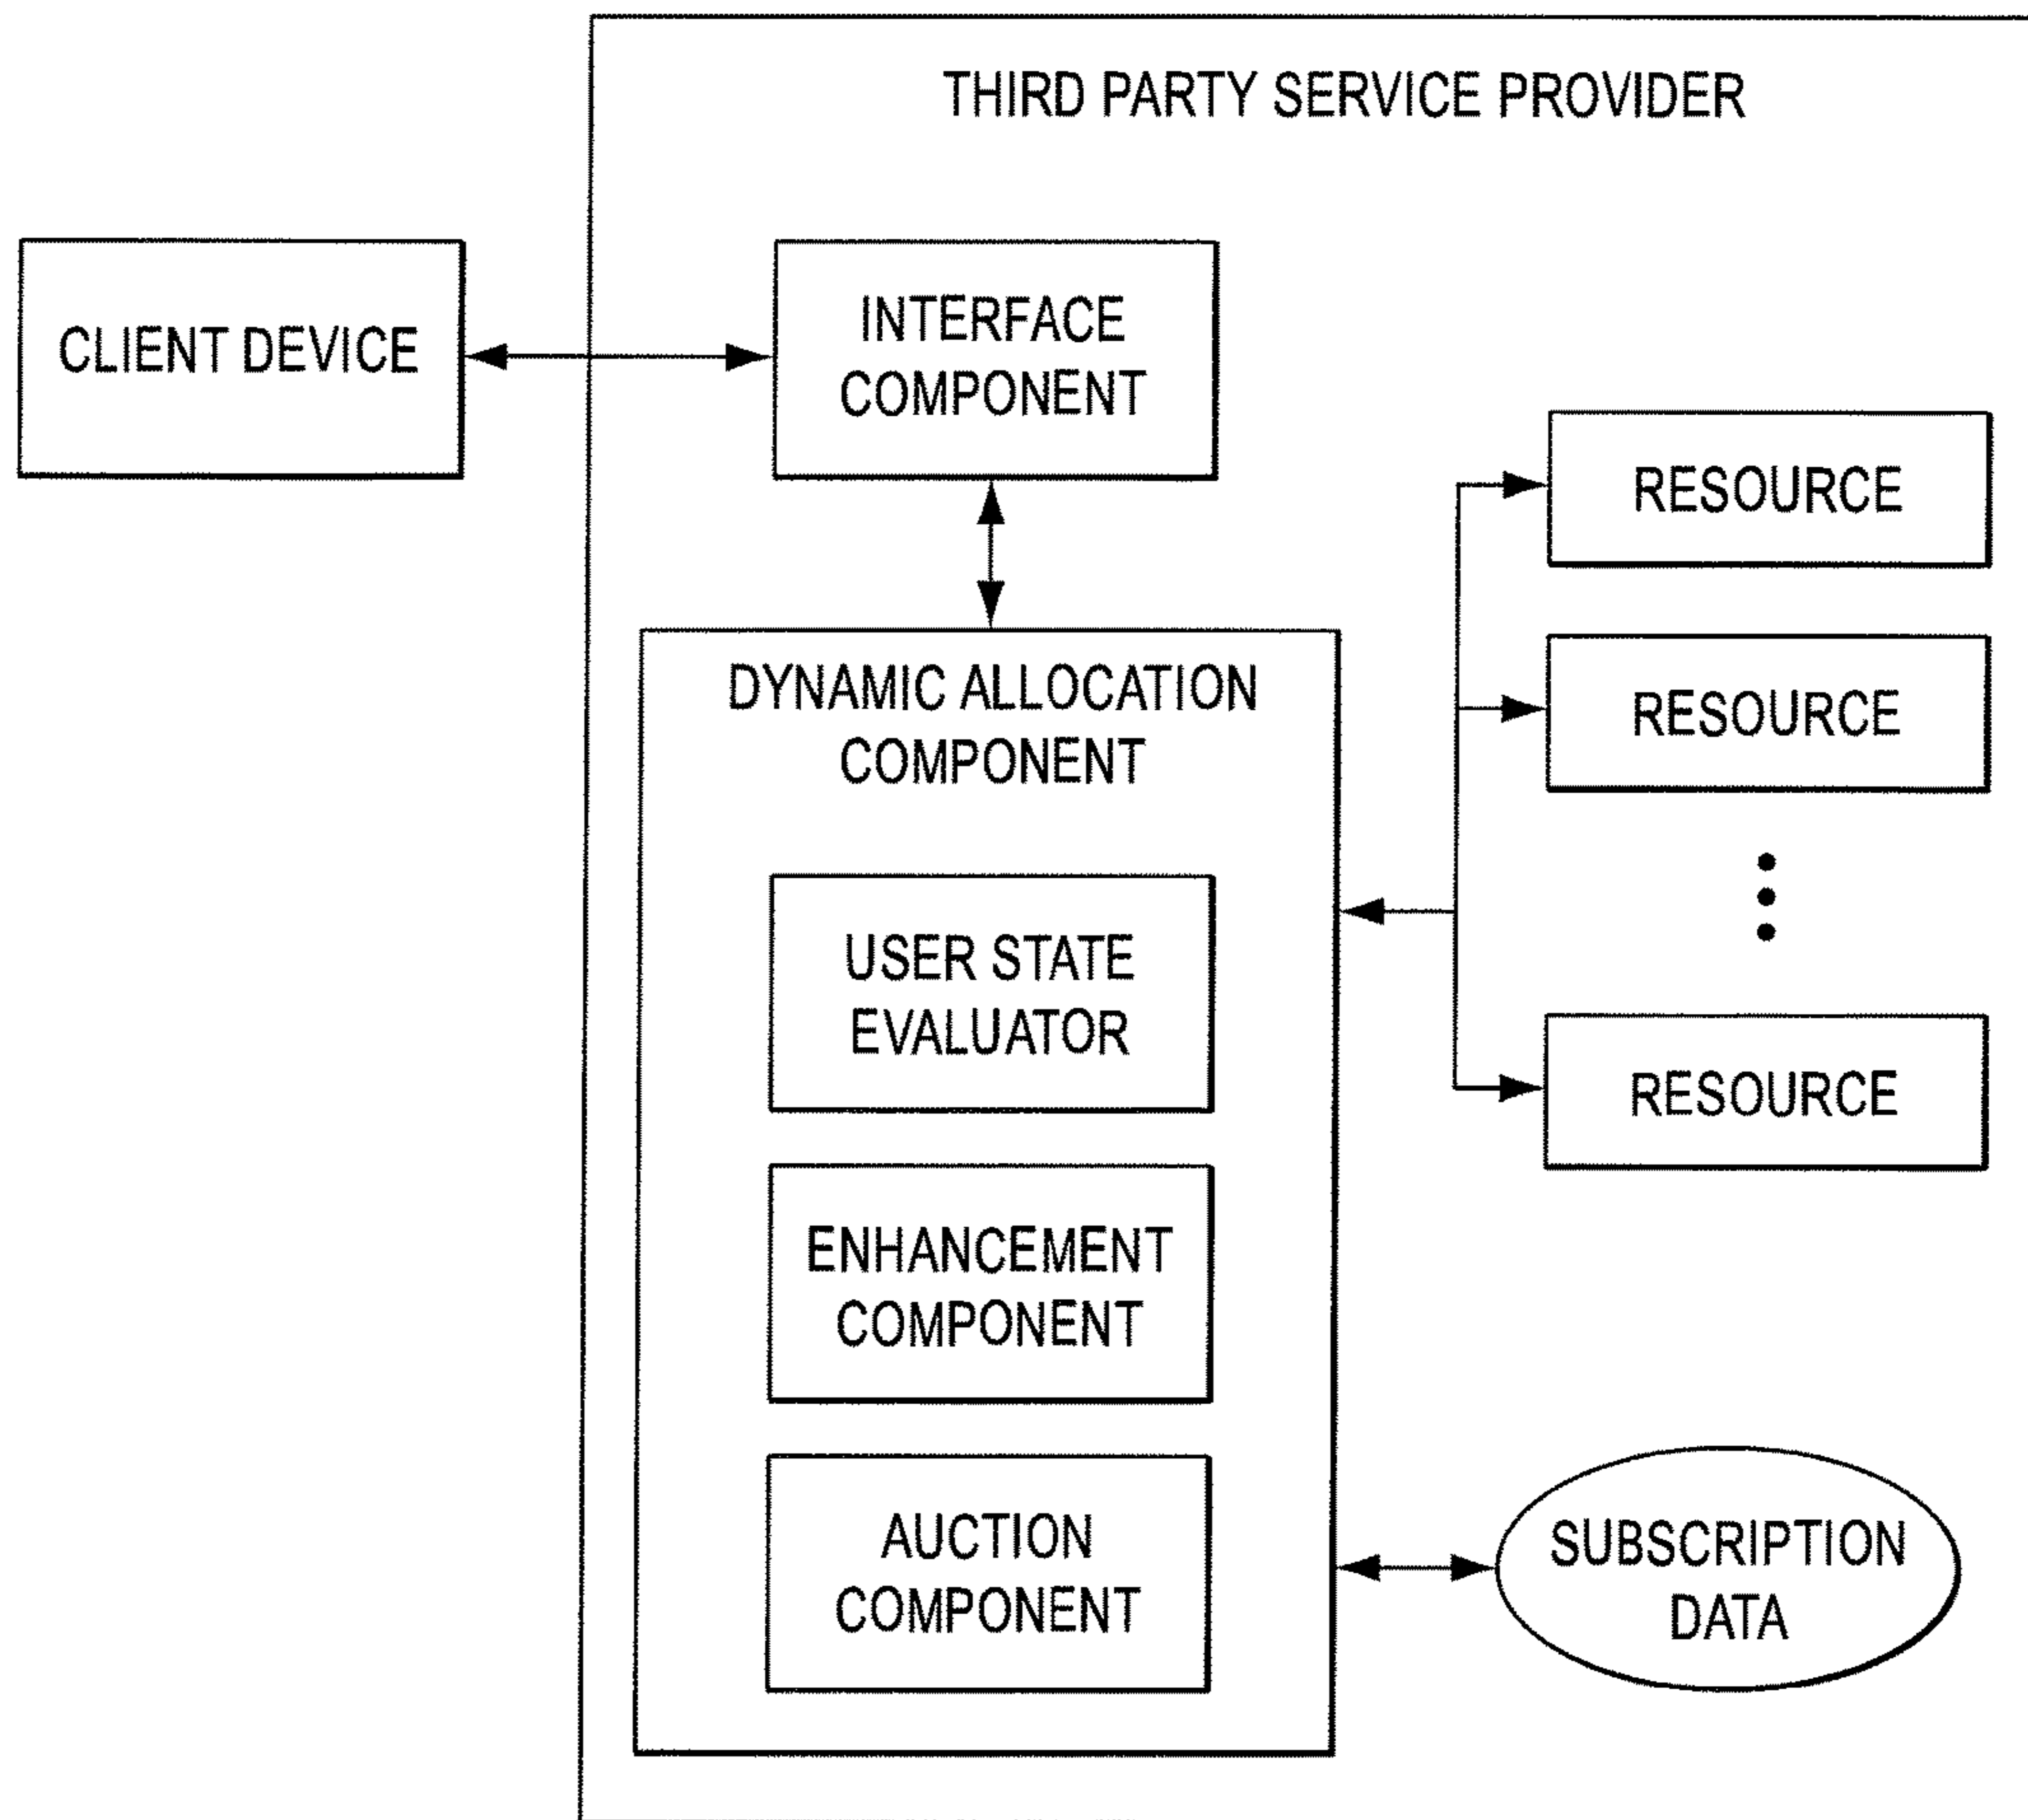 THIRD PARTY SERVICE PROVIDER
CLIENT DEVICE
INTERFACE
COMPONENT
RESOURCE
RESOURCE
RESOURCE
DYNAMIC ALLOCATION
COMPONENT
USER STATE
EVALUATOR
ENHANCEMENT
COMPONENT
AUCTION
COMPONENT
SUBSCRIPTION
DATA